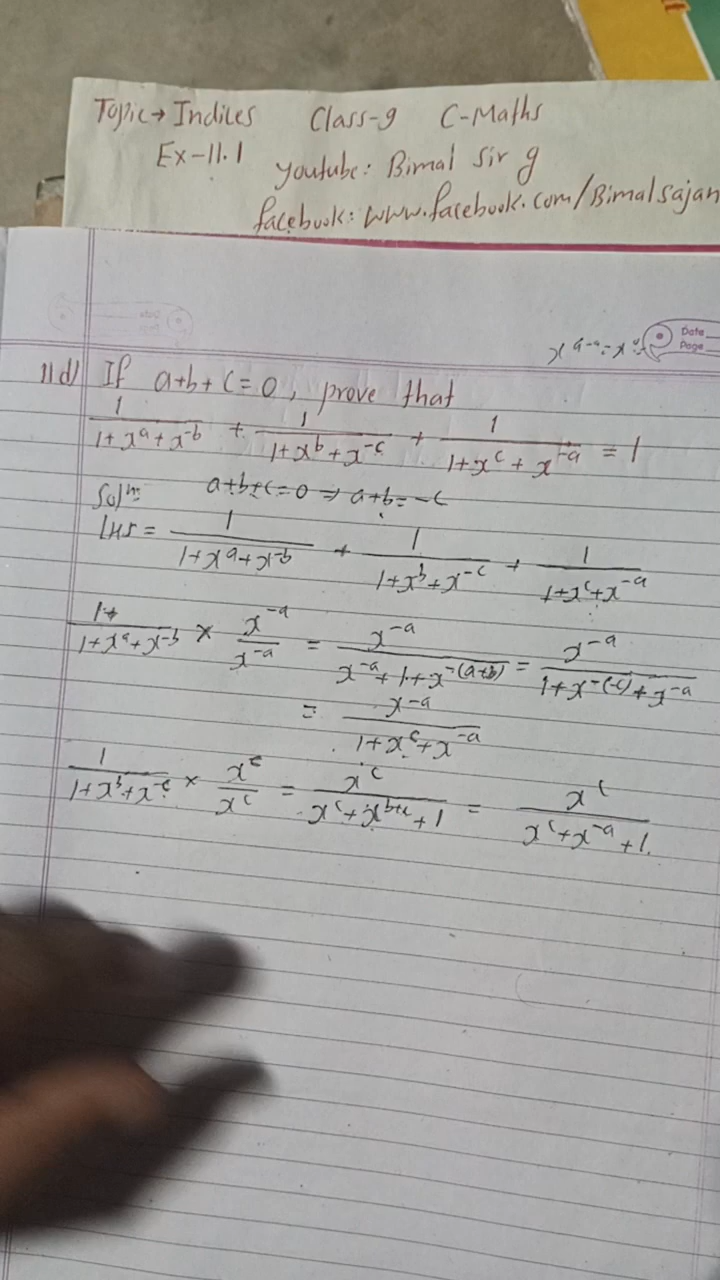 Topic → Indices Class-9 C-Maths
Ex-11.1 youtube: Bimal Sir g
facebook: www.facebook.com/Bimalsajan
Date
Page
11d) If a+b+c=0, prove that
1/(1+x^a+x^-b) + 1/(1+x^b+x^-c) + 1/(1+x^c+x^-a) = 1
Sol^n: a+b+c=0 ⇒ a+b=-c
LHS = 1/(1+x^a+x^-b) + 1/(1+x^b+x^-c) + 1/(1+x^c+x^-a)
1/(1+x^a+x^-b) × x^-a/x^-a = x^-a/(x^-a+1+x^-(a+b)) = x^-a/(1+x^-(-c)+x^-a)
= x^-a/(1+x^c+x^-a)
1/(1+x^b+x^-c) × x^c/x^c = x^c/(x^c+x^b+c+1) = x^c/(x^c+x^-a+1)